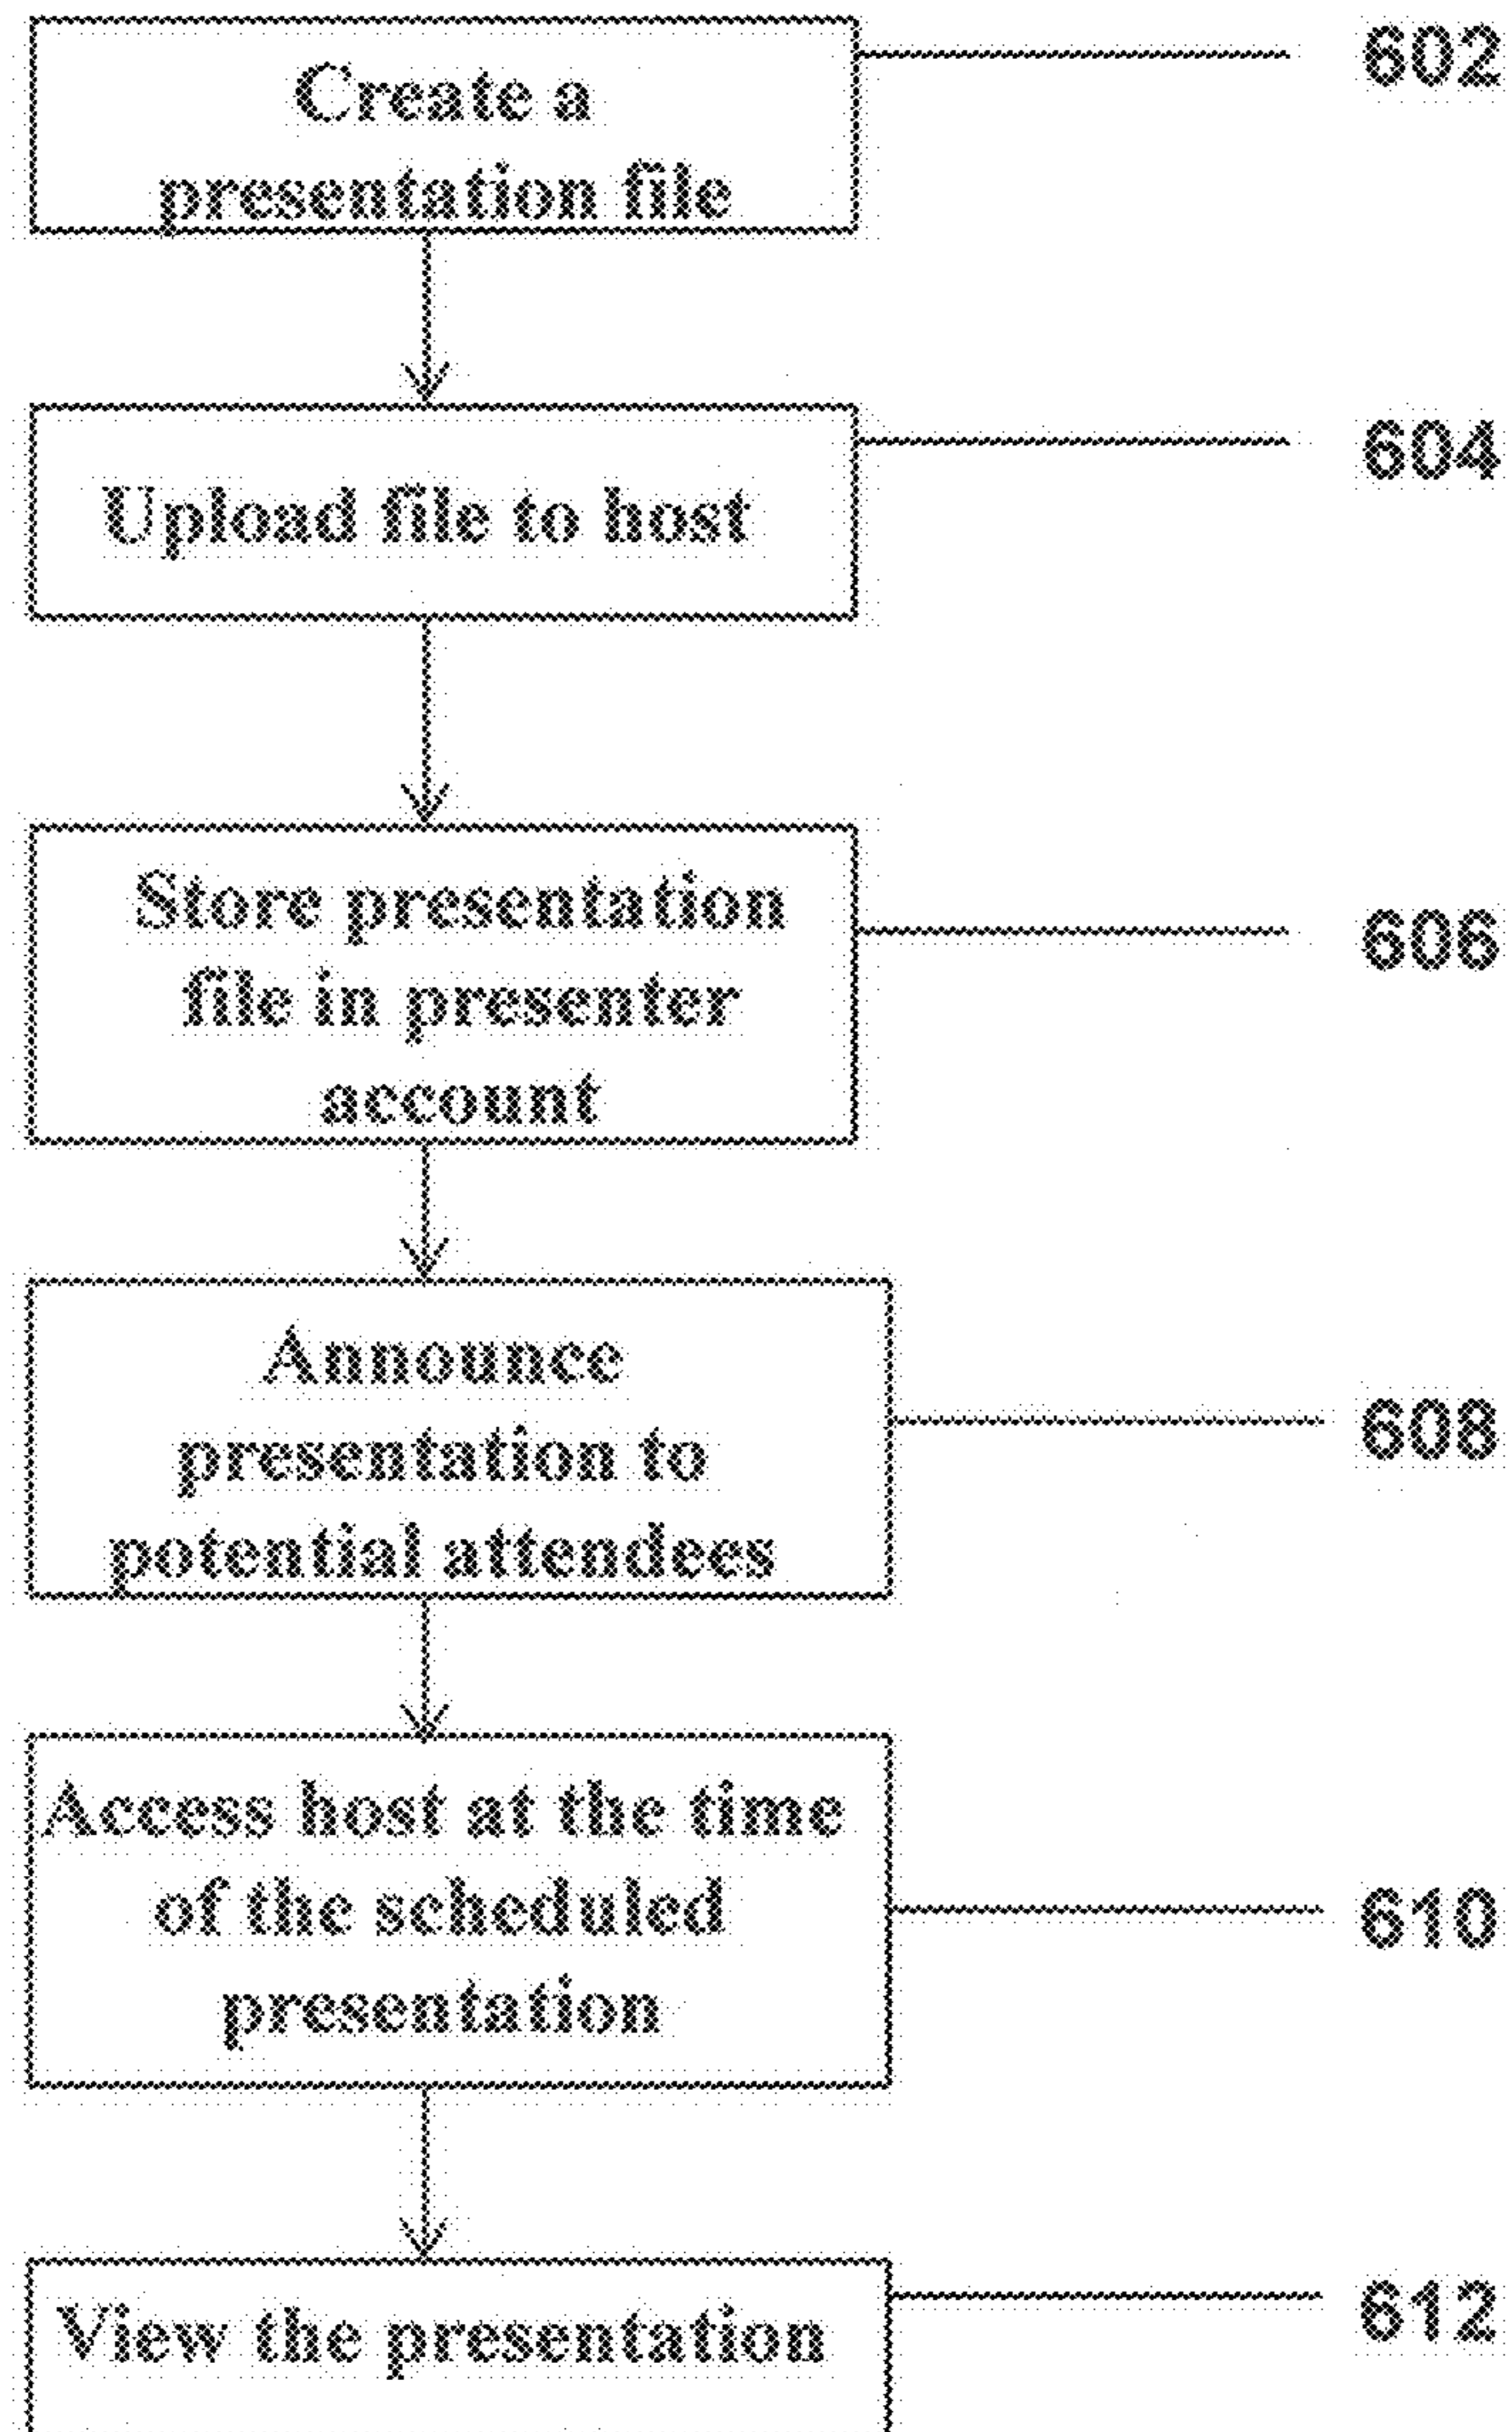 Create a
602
presentation file
Upload file to host
604
Store presentation
606
file in presenter
account
Announce
608
presentation to
potential attendees
Access host at the time
of the scheduled
610
presentation
View the presentation
612